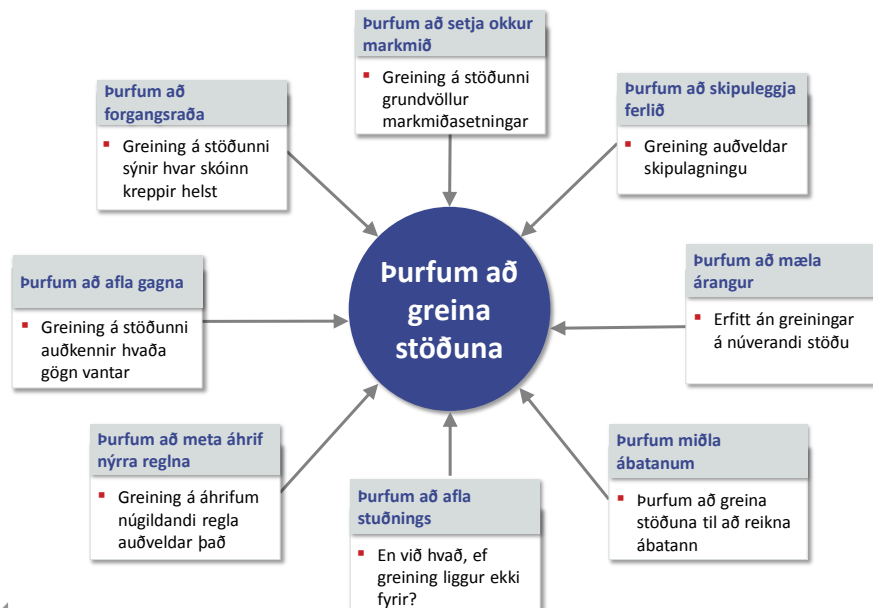 Þurfum að setja okkur
markmið
▪ Greining á stöðunni
grundvöllur
markmiðasetningar
Þurfum að
forgangsraða
▪ Greining á stöðunni
sýnir hvar skóinn
kreppir helst
Þurfum að skipuleggja
ferlið
▪ Greining auðveldar
skipulagningu
Þurfum að afla gagna
▪ Greining á stöðunni
auðkennir hvaða
gögn vantar
Þurfum að
greina
stöðuna
Þurfum að mæla
árangur
▪ Erfitt án greiningar
á núverandi stöðu
Þurfum að meta áhrif
nýrra reglna
▪ Greining á áhrifum
núgildandi regla
auðveldar það
Þurfum að afla
stuðnings
▪ En við hvað, ef
greining liggur ekki
fyrir?
Þurfum miðla
ábatanum
▪ Þurfum að greina
stöðuna til að reikna
ábatann